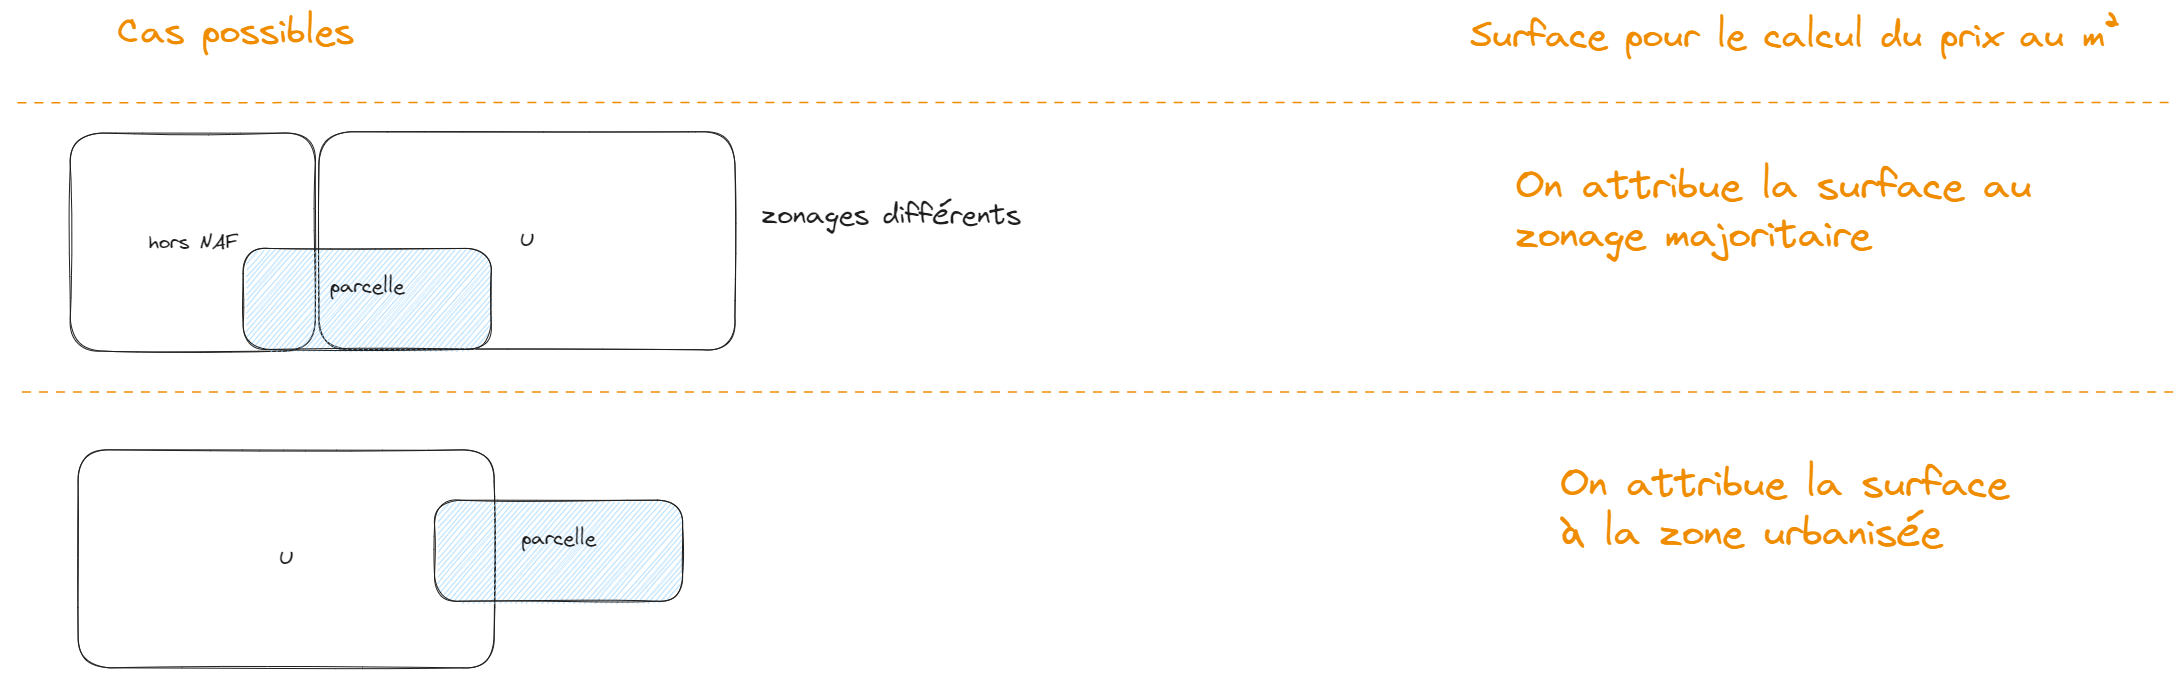 Cas possibles
Surface pour le calcul du prix au m²
hors NAF
U
parcelle
zonages différents
On attribue la surface au
zonage majoritaire
U
parcelle
On attribue la surface
à la zone urbanisée